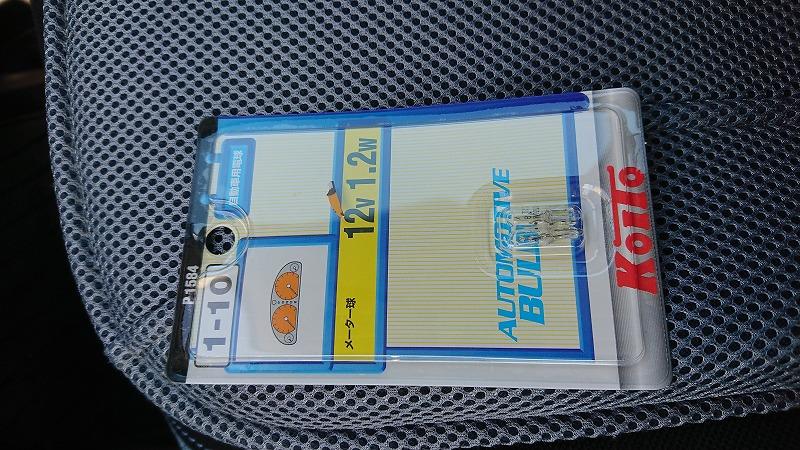 P-1584
1-10
自動車用電球
メーター球
12V 1.2W
AUTOMOTIVE
BULB
KOITO